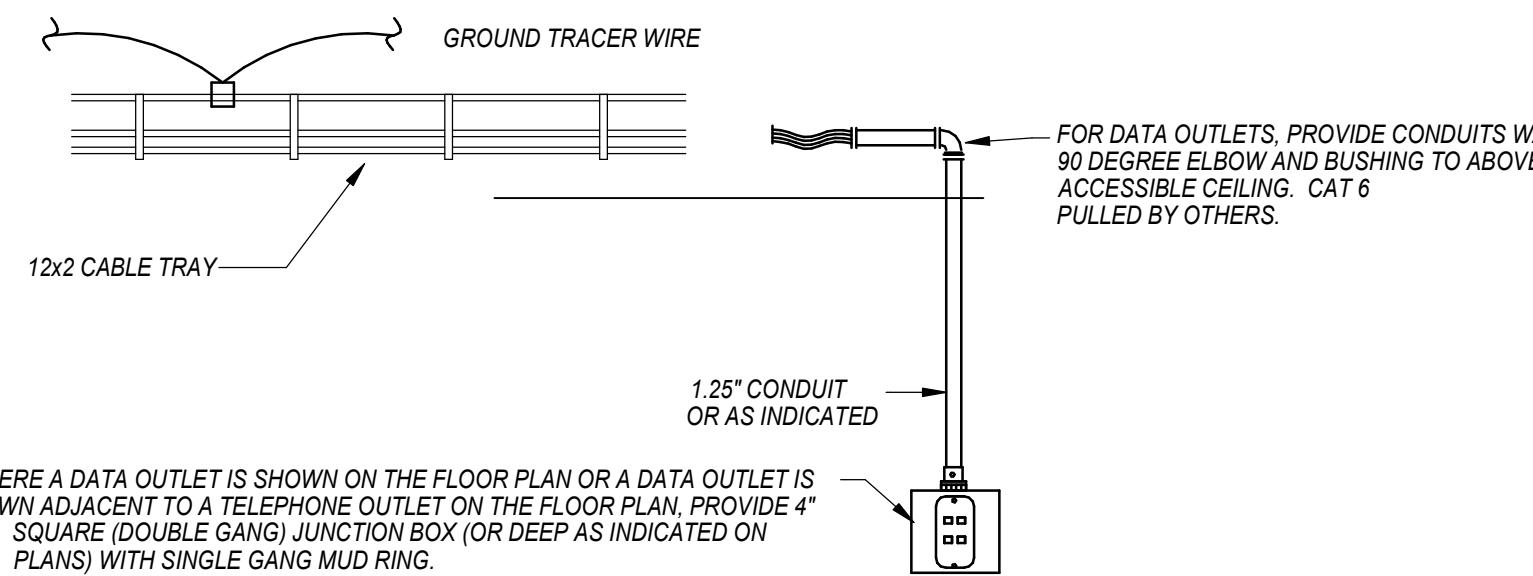 GROUND TRACER WIRE
FOR DATA OUTLETS, PROVIDE CONDUITS
90 DEGREE ELBOW AND BUSHING TO ABOVE
ACCESSIBLE CEILING. CAT 6
PULLED BY OTHERS.
12x2 CABLE TRAY
1.25" CONDUIT
OR AS INDICATED
A DATA OUTLET IS SHOWN ON THE FLOOR PLAN OR A DATA OUTLET IS
ADJACENT TO A TELEPHONE OUTLET ON THE FLOOR PLAN, PROVIDE 4"
SQUARE (DOUBLE GANG) JUNCTION BOX (OR DEEP AS INDICATED ON
PLANS) WITH SINGLE GANG MUD RING.